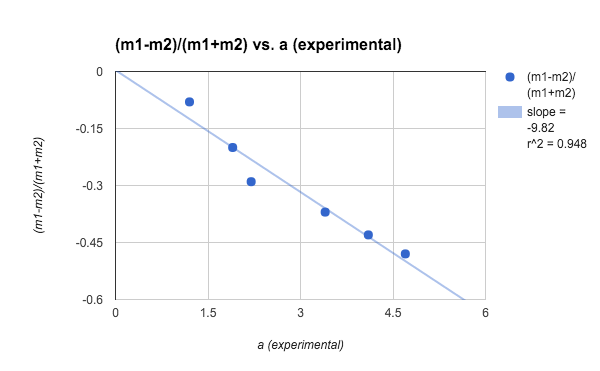 (m1-m2)/(m1+m2) vs. a (experimental)
0
-0.15
-0.3
-0.45
-0.6
(m1-m2)/(m1+m2)
0
1.5
3
4.5
6
a (experimental)
(m1-m2)/
(m1+m2)
slope =
-9.82
r^2 = 0.948